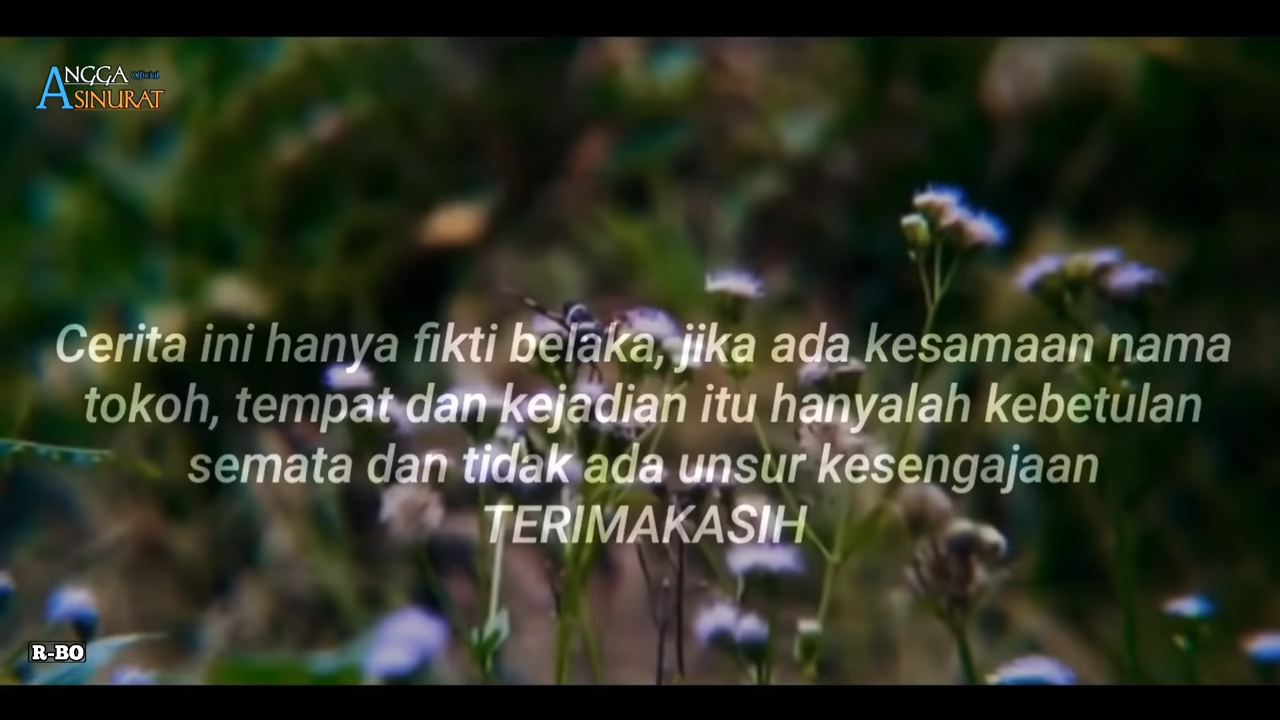 ANGGA Official
SINURAT
Cerita ini hanya fikti belaka, jika ada kesamaan nama
tokoh, tempat dan kejadian itu hanyalah kebetulan
semata dan tidak ada unsur kesengajaan
TERIMAKASIH
R-BO